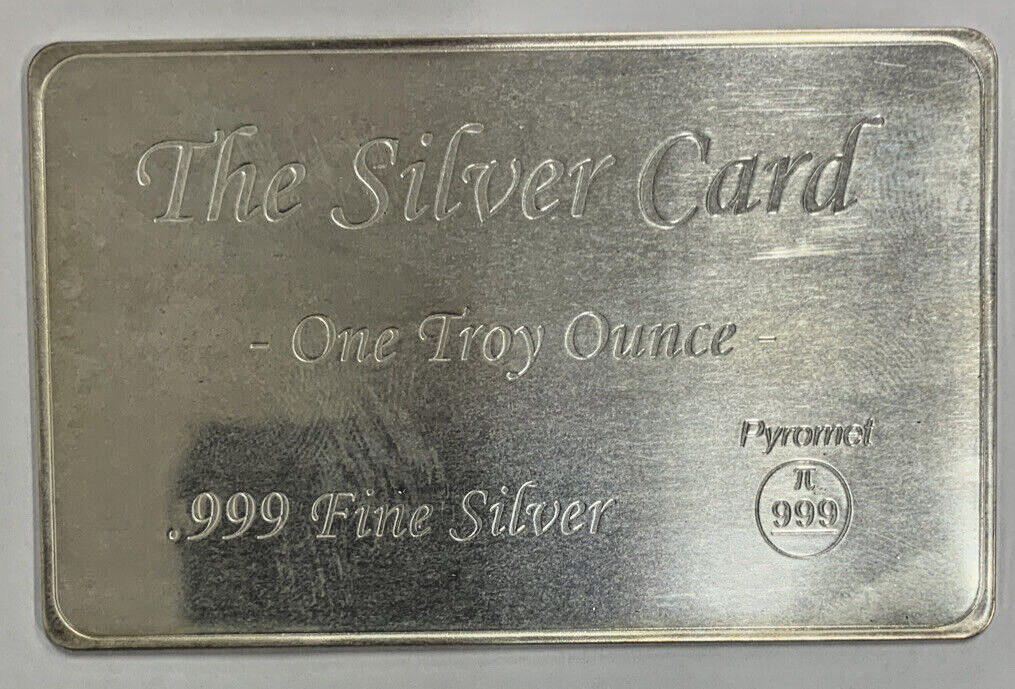 The Silver Card
- One Troy Ounce -
Pyromet
π
999
.999 Fine Silver